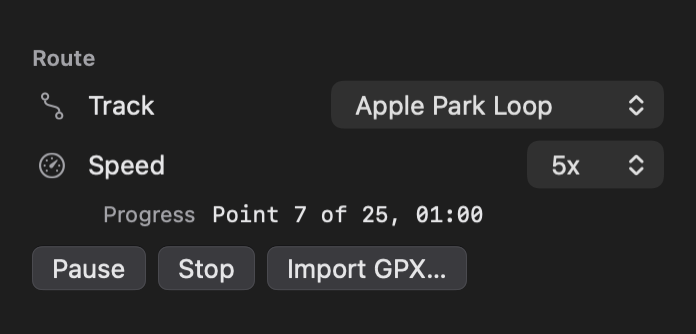 Route
Track Apple Park Loop
Speed 5x
Progress Point 7 of 25, 01:00
Pause Stop Import GPX...